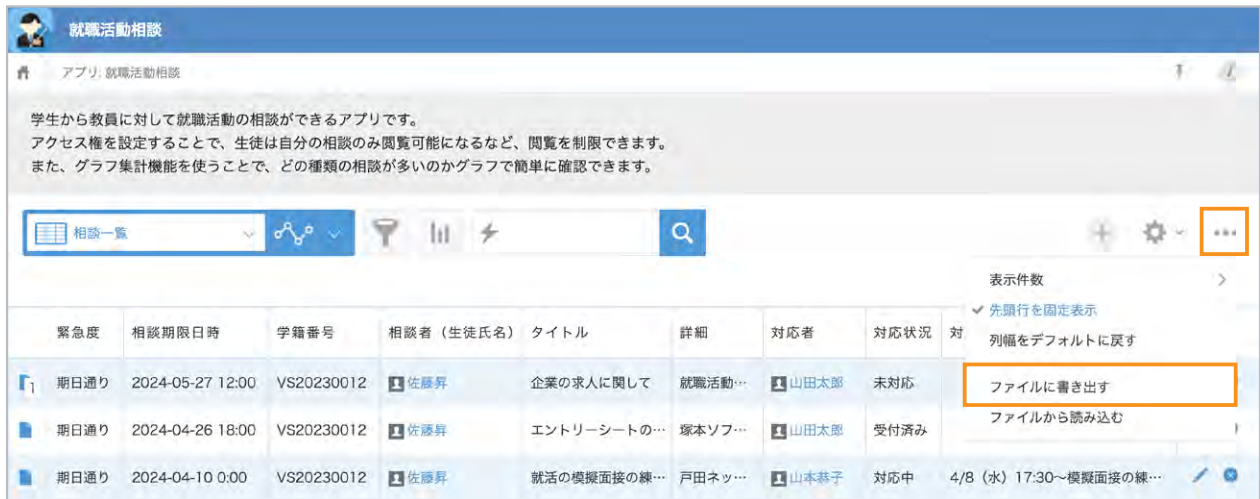 就職活動相談
アプリ: 就職活動相談
学生から教員に対して就職活動の相談ができるアプリです。
アクセス権を設定することで、生徒は自分の相談のみ閲覧可能になるなど、閲覧を制限できます。
また、グラフ集計機能を使うことで、どの種類の相談が多いのかグラフで簡単に確認できます。
相談一覧
表示件数
先頭行を固定表示
列幅をデフォルトに戻す
ファイルに書き出す
ファイルから読み込む
緊急度 相談期限日時 学籍番号 相談者（生徒氏名） タイトル 詳細 対応者 対応状況 対
1 期日通り 2024-05-27 12:00 VS20230012 佐藤昇 企業の求人に関して 就職活動… 山田太郎 未対応
期日通り 2024-04-26 18:00 VS20230012 佐藤昇 エントリーシートの… 塚本ソフ… 山田太郎 受付済み
期日通り 2024-04-10 0:00 VS20230012 佐藤昇 就活の模擬面接の練… 戸田ネッ… 山本恭子 対応中 4/8（水）17:30〜模擬面接の練…